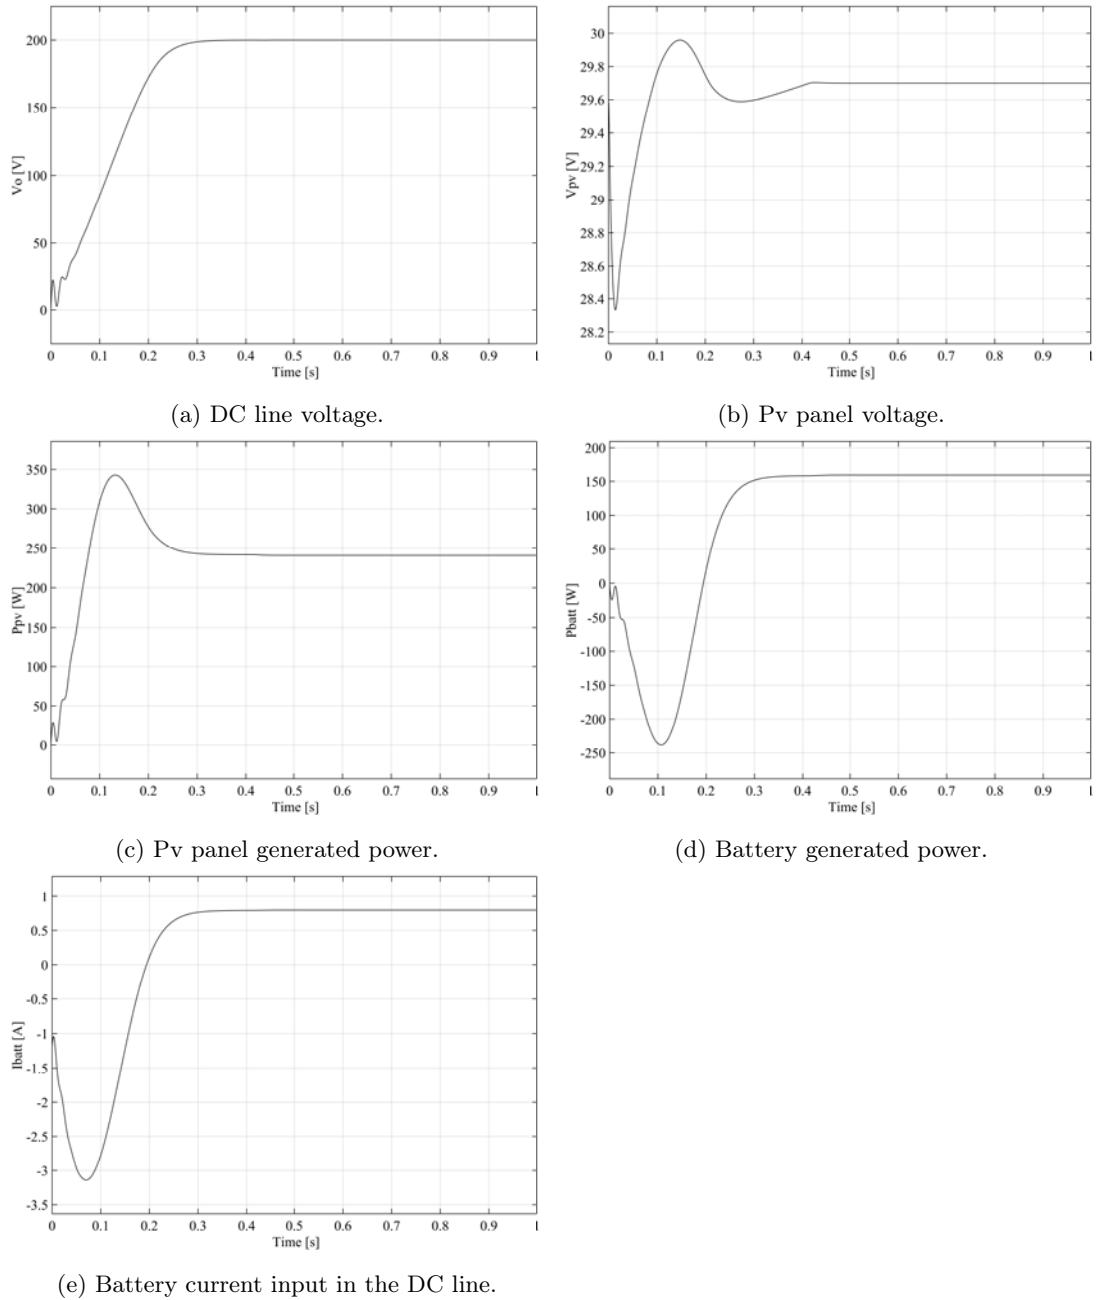 200
150
100
50
0
Vo [V]
0 0.1 0.2 0.3 0.4 0.5 0.6 0.7 0.8 0.9 1
Time [s]
(a) DC line voltage.
30
29.8
29.6
29.4
29.2
29
28.8
28.6
28.4
28.2
Vpv [V]
0 0.1 0.2 0.3 0.4 0.5 0.6 0.7 0.8 0.9 1
Time [s]
(b) Pv panel voltage.
350
300
250
200
150
100
50
0
Ppv [W]
0 0.1 0.2 0.3 0.4 0.5 0.6 0.7 0.8 0.9 1
Time [s]
(c) Pv panel generated power.
200
150
100
50
0
-50
-100
-150
-200
-250
Pbatt [W]
0 0.1 0.2 0.3 0.4 0.5 0.6 0.7 0.8 0.9 1
Time [s]
(d) Battery generated power.
1
0.5
0
-0.5
-1
-1.5
-2
-2.5
-3
-3.5
Ibatt [A]
0 0.1 0.2 0.3 0.4 0.5 0.6 0.7 0.8 0.9 1
Time [s]
(e) Battery current input in the DC line.